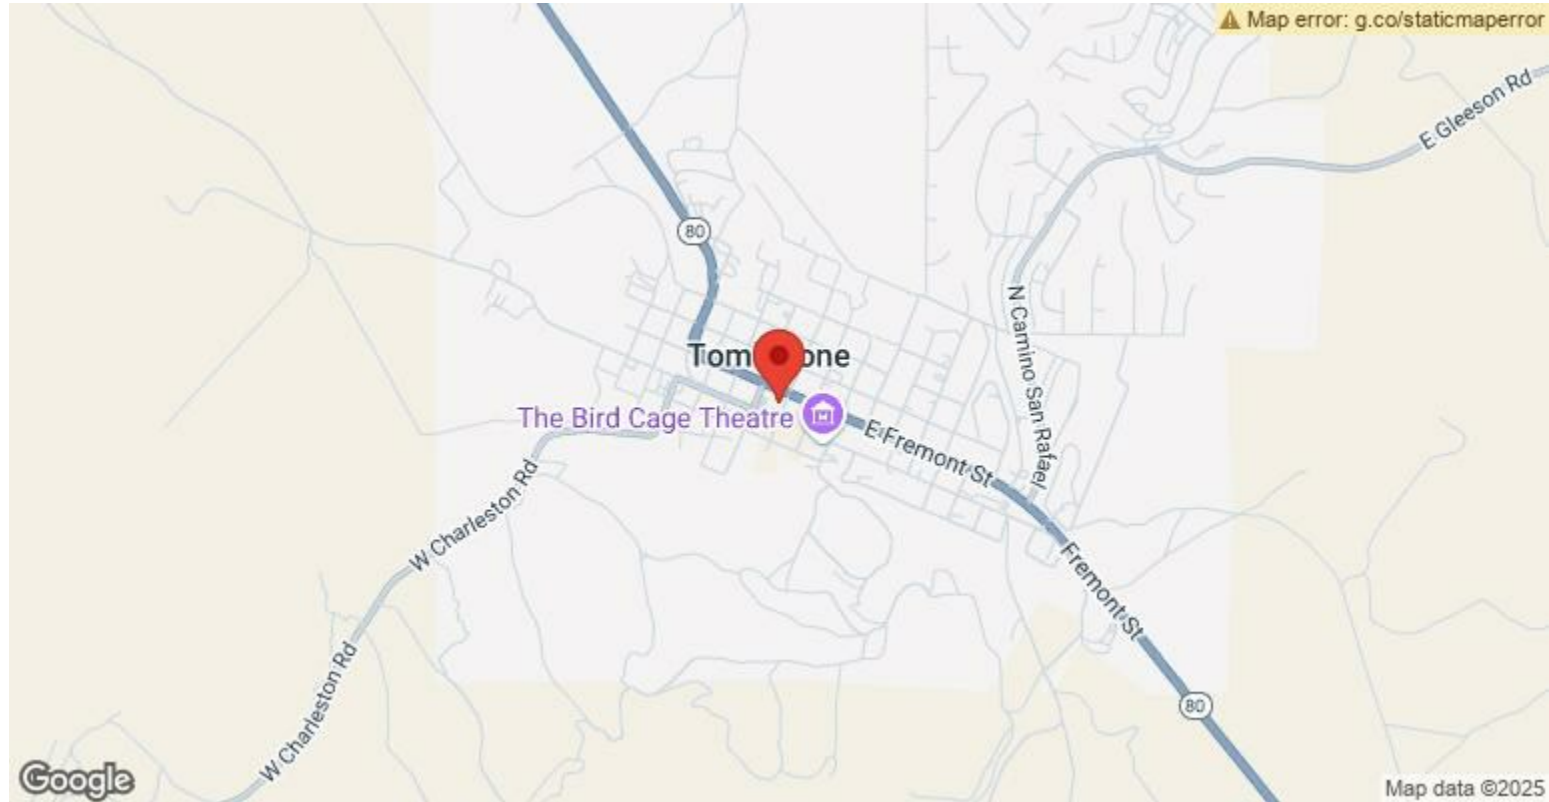 Map error: g.co/staticmaperror
E Gleeson Rd
80
N Camino San Rafael
Tom one
The Bird Cage Theatre
E Fremont St
W Charleston Rd
Fremont St
W Charleston Rd
80
Google
Map data ©2025